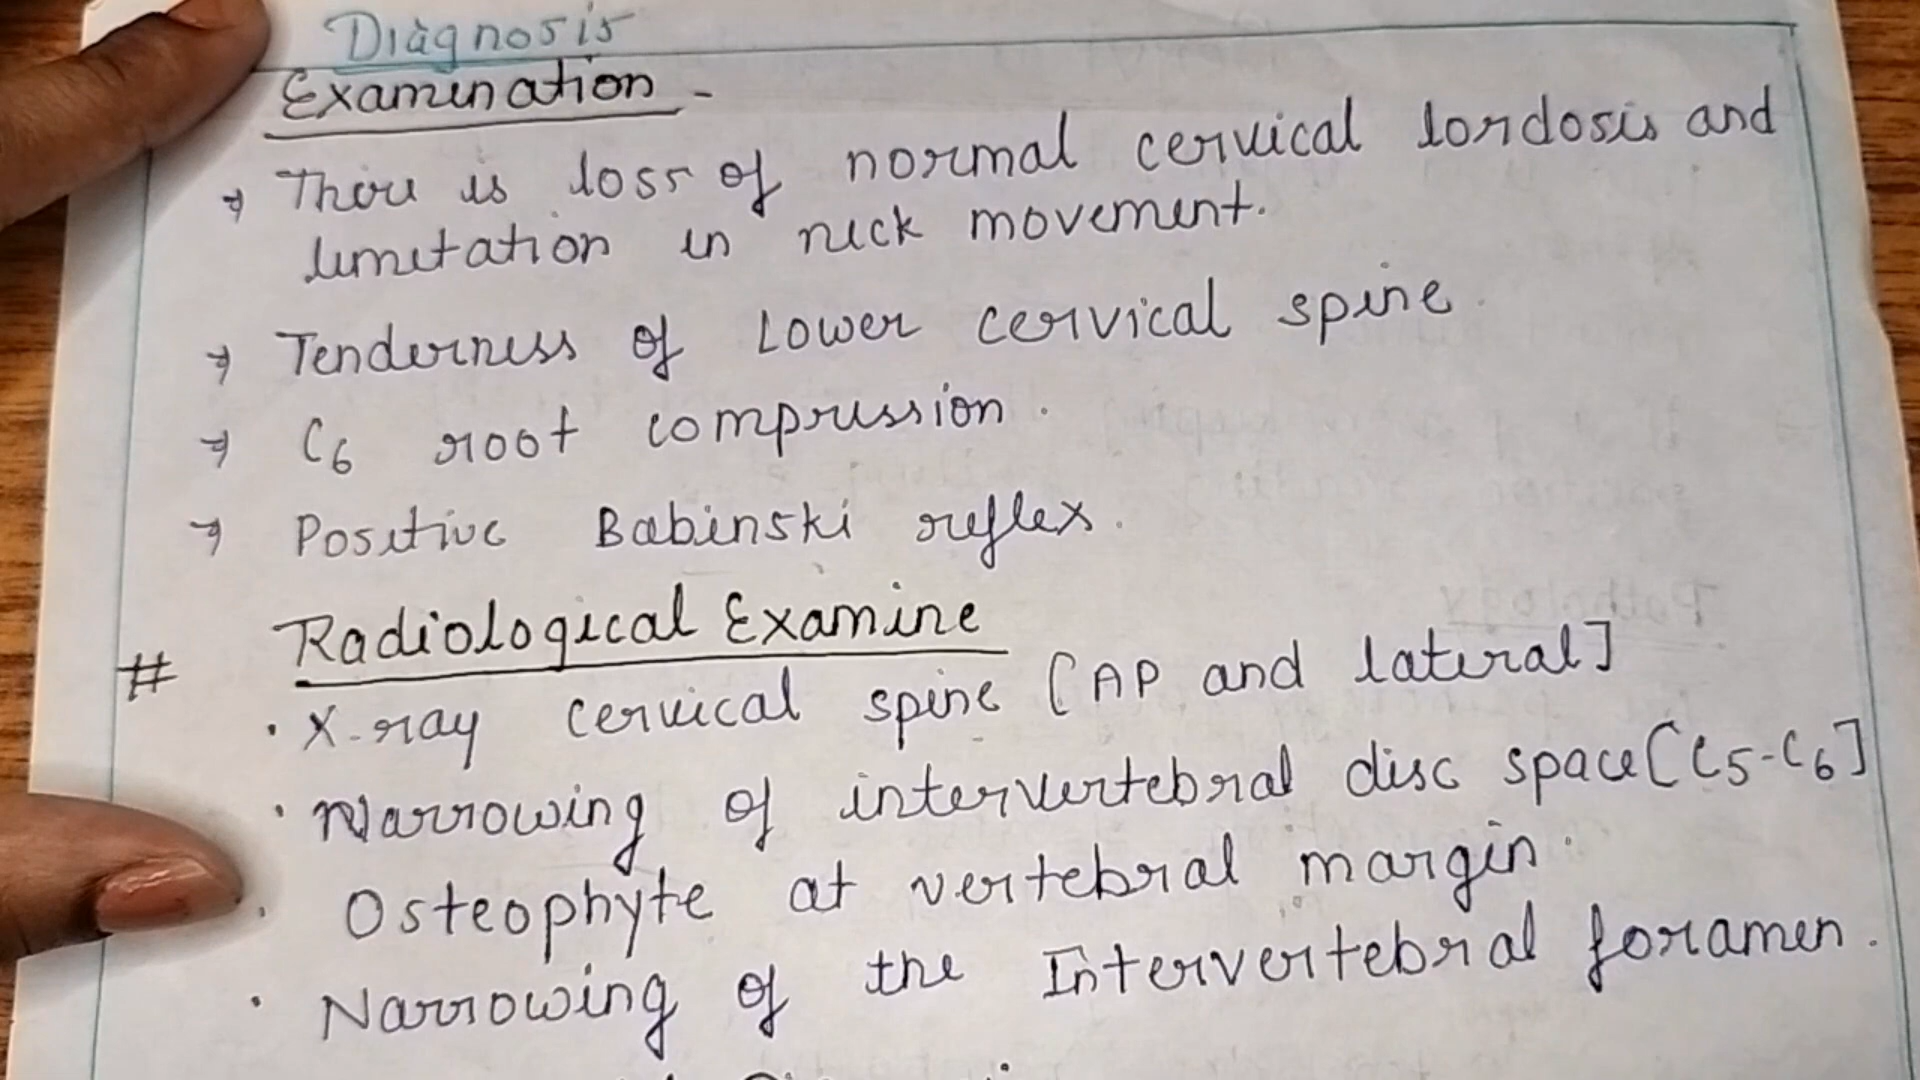 Diagnosis
Examination -
→ There is loss of normal cervical lordosis and
limitation in neck movement.
→ Tenderness of Lower cervical spine
→ C6 root compression.
→ Positive Babinski reflex.
# Radiological Examine
· X-ray cervical spine [AP and lateral]
· Narrowing of intervertebral disc space [C5-C6]
· Osteophyte at vertebral margin.
· Narrowing of the Intervertebral foramen.